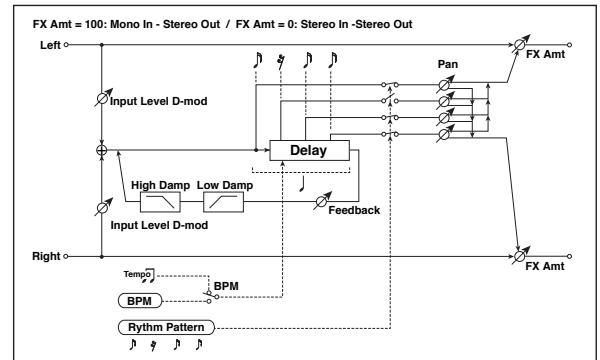 FX Amt = 100: Mono In - Stereo Out / FX Amt = 0: Stereo In -Stereo Out
Left
FX Amt
Pan
Input Level D-mod
Delay
High Damp Low Damp
Feedback
Input Level D-mod
Right
FX Amt
Tempo
BPM
BPM
Rythm Pattern